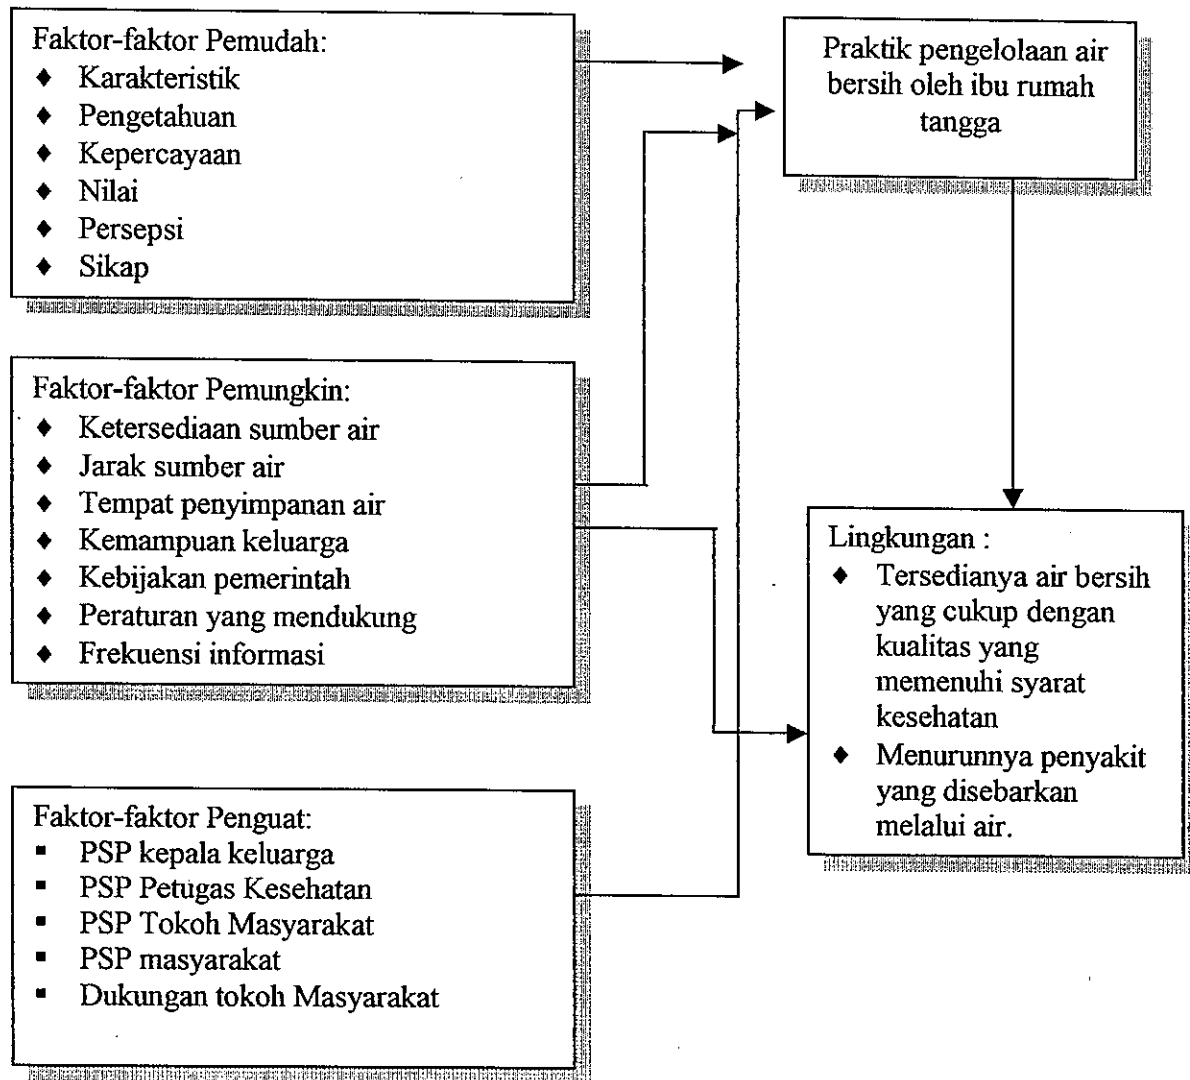 Faktor-faktor Pemudah:
♦ Karakteristik
♦ Pengetahuan
♦ Kepercayaan
♦ Nilai
♦ Persepsi
♦ Sikap
Praktik pengelolaan air
bersih oleh ibu rumah
tangga
Faktor-faktor Pemungkin:
♦ Ketersediaan sumber air
♦ Jarak sumber air
♦ Tempat penyimpanan air
♦ Kemampuan keluarga
♦ Kebijakan pemerintah
♦ Peraturan yang mendukung
♦ Frekuensi informasi
Lingkungan :
♦ Tersedianya air bersih
yang cukup dengan
kualitas yang
memenuhi syarat
kesehatan
♦ Menurunnya penyakit
yang disebarkan
melalui air.
Faktor-faktor Penguat:
▪ PSP kepala keluarga
▪ PSP Petugas Kesehatan
▪ PSP Tokoh Masyarakat
▪ PSP masyarakat
▪ Dukungan tokoh Masyarakat